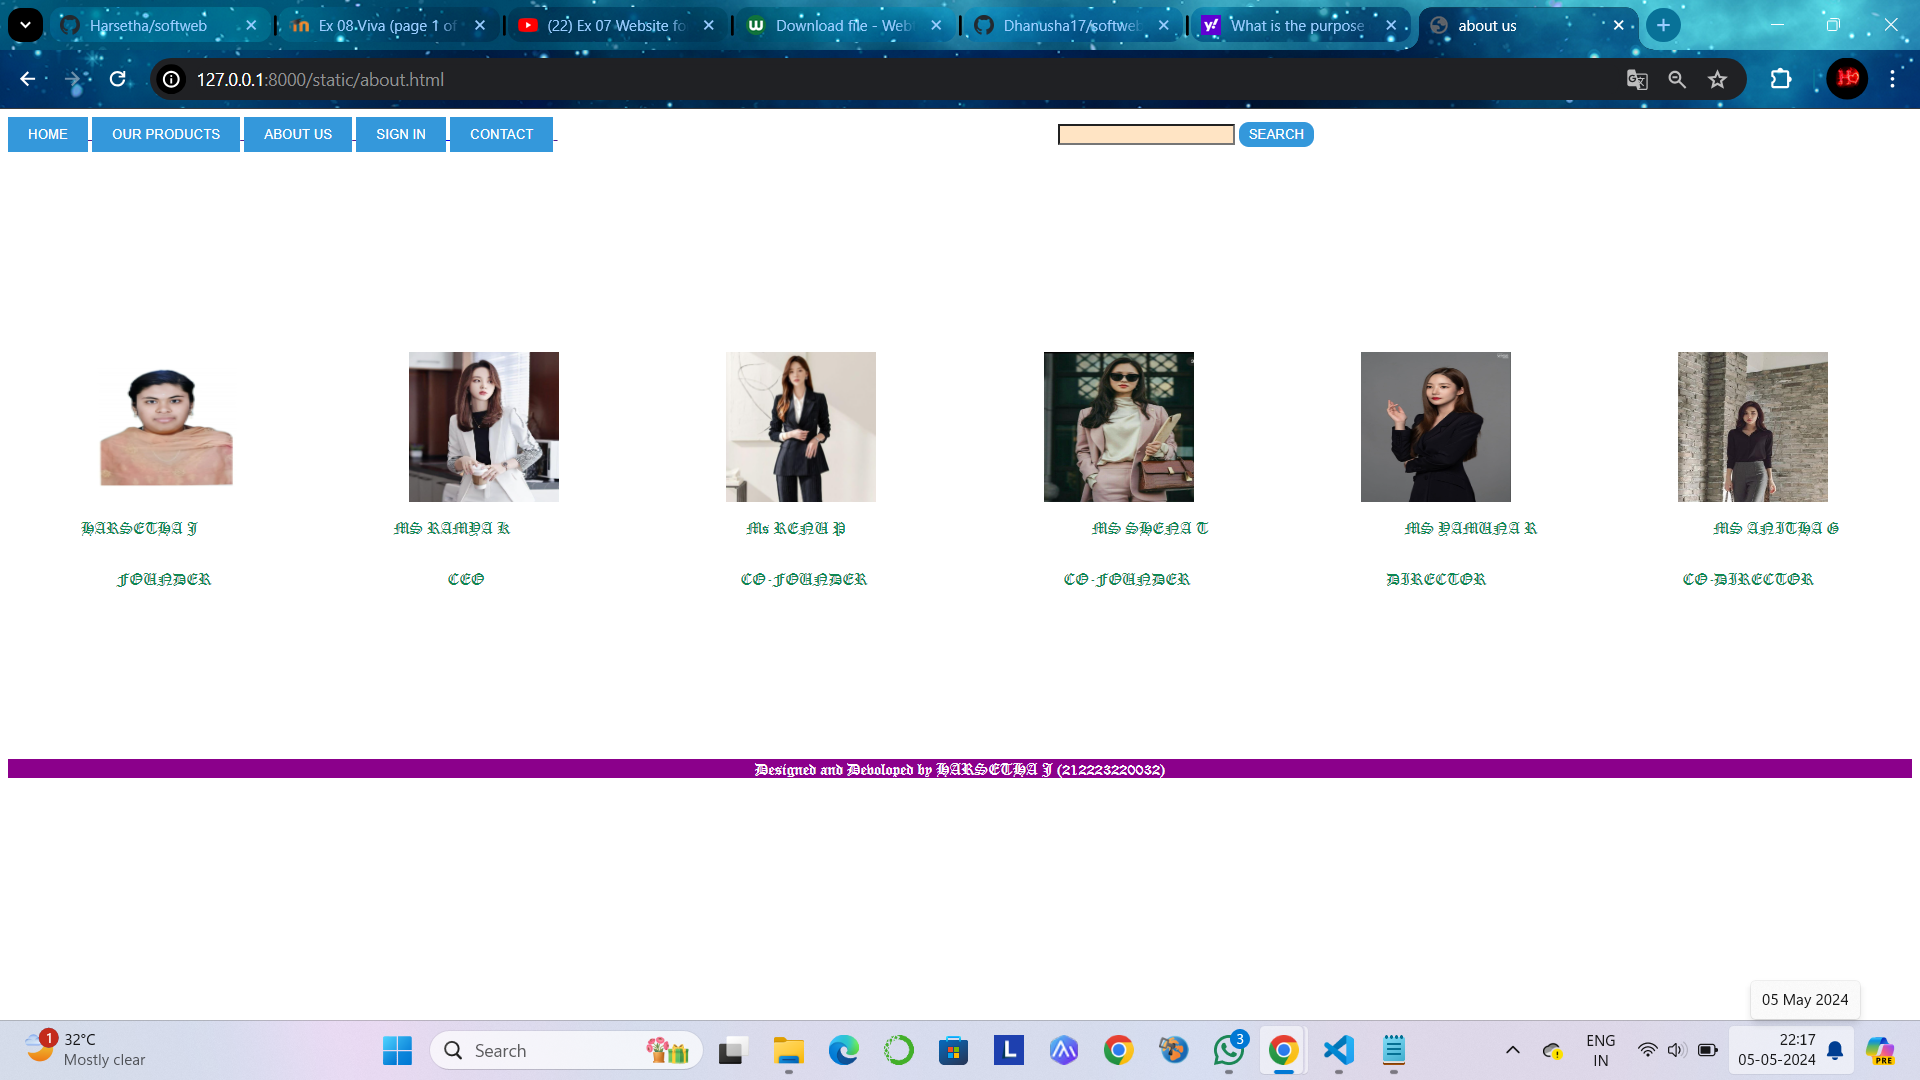 Harsetha/softweb
Ex 08 Viva (page 1 of
(22) Ex 07 Website fo
Download file - Web
Dhanusha17/softweb
What is the purpose
about us
127.0.0.1:8000/static/about.html
HOME OUR PRODUCTS ABOUT US SIGN IN CONTACT SEARCH
HARSETHA J MS RAMYA K Ms RENU P MS SHENA T MS YAMUNA R MS ANITHA G
FOUNDER CEO CO-FOUNDER CO-FOUNDER DIRECTOR CO-DIRECTOR
Designed and Devoloped by HARSETHA J (212223220032)
05 May 2024
1
32°C
Mostly clear
Search
L
3
ENG
IN
22:17
05-05-2024
PRE